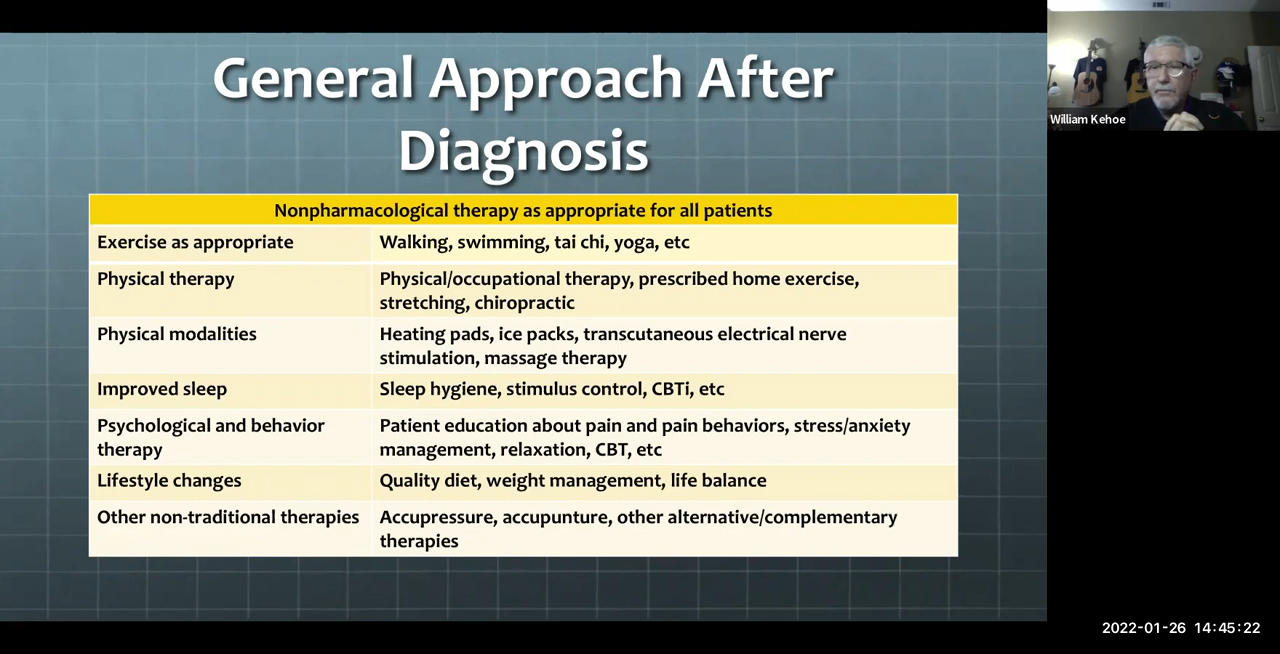 General Approach After
Diagnosis
Nonpharmacological therapy as appropriate for all patients
Exercise as appropriate
Walking, swimming, tai chi, yoga, etc
Physical therapy
Physical/occupational therapy, prescribed home exercise,
stretching, chiropractic
Physical modalities
Heating pads, ice packs, transcutaneous electrical nerve
stimulation, massage therapy
Improved sleep
Sleep hygiene, stimulus control, CBTi, etc
Psychological and behavior
therapy
Patient education about pain and pain behaviors, stress/anxiety
management, relaxation, CBT, etc
Lifestyle changes
Quality diet, weight management, life balance
Other non-traditional therapies
Accupressure, accupunture, other alternative/complementary
therapies
William Kehoe
2022-01-26 14:45:22